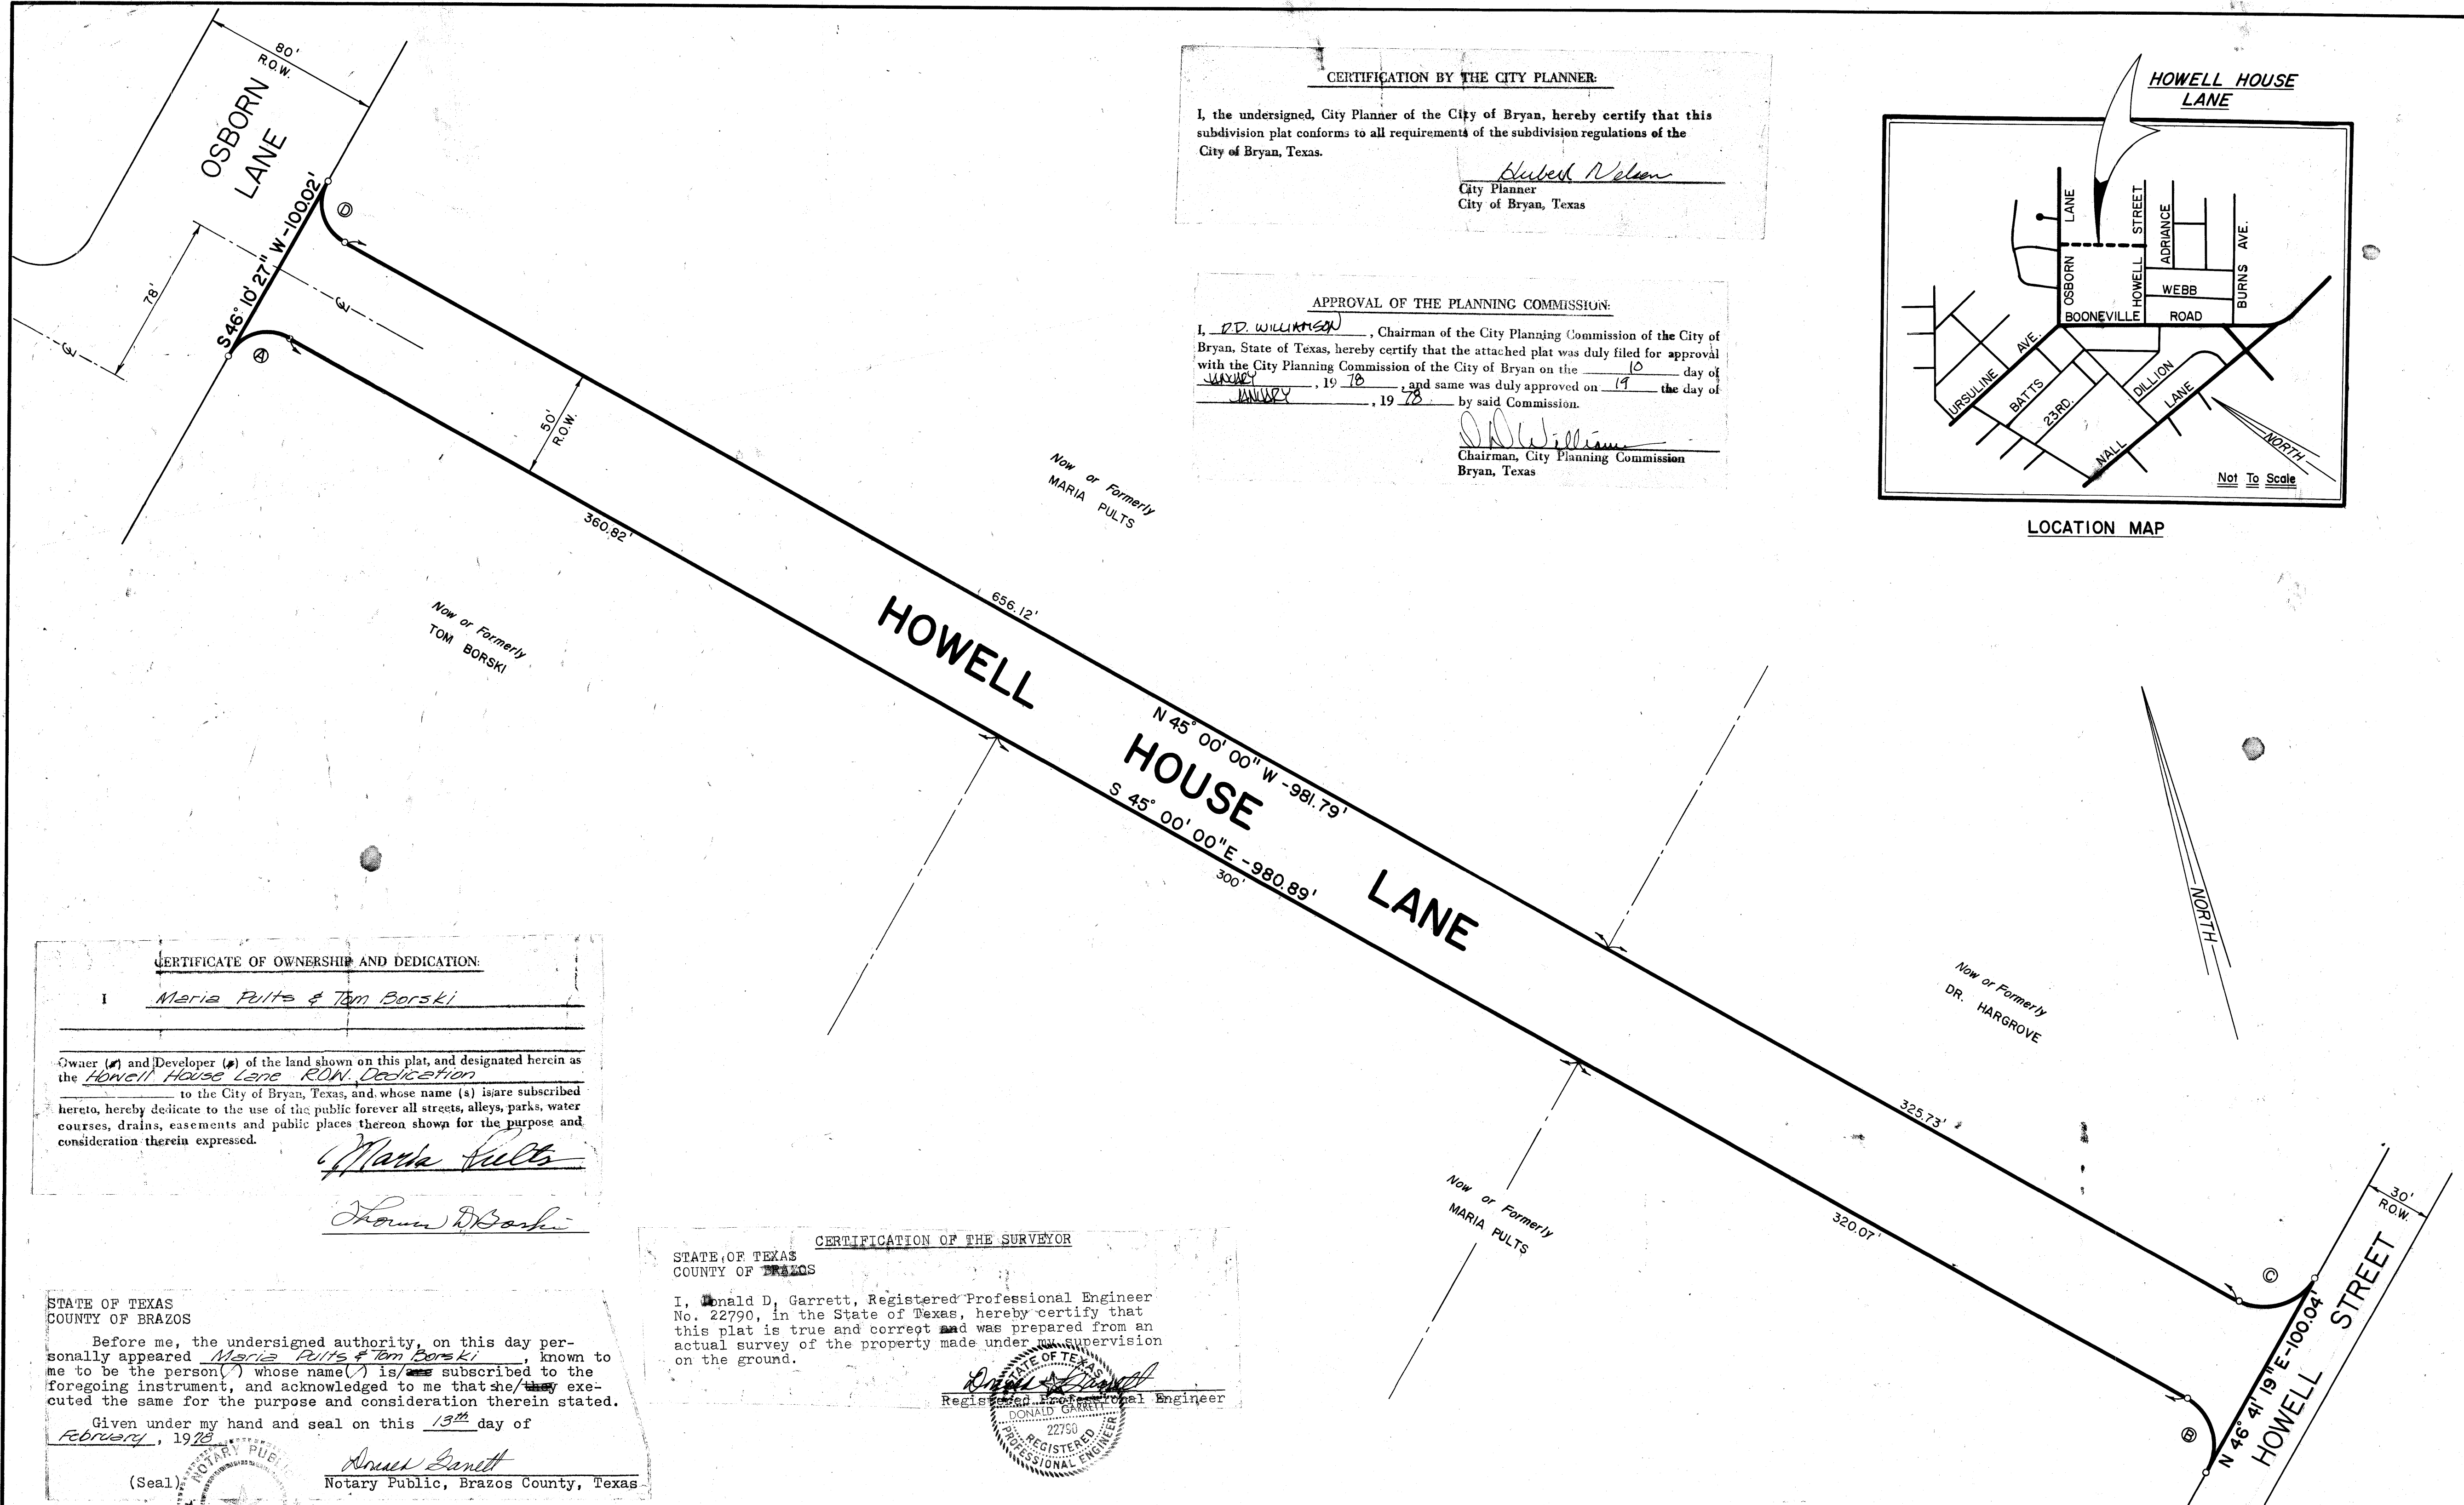 80'
R.O.W.
OSBORN
LANE
S 46° 10' 27" W -100.02'
78'
℄
℄
Ⓓ
Ⓐ
50'
R.O.W.
360.82'
656.12'
Now or Formerly
MARIA PULTS
Now or Formerly
TOM BORSKI
HOWELL
HOUSE
LANE
N 45° 00' 00" W -981.79'
S 45° 00' 00" E -980.89'
300'
CERTIFICATION BY THE CITY PLANNER:
I, the undersigned, City Planner of the City of Bryan, hereby certify that this
subdivision plat conforms to all requirements of the subdivision regulations of the
City of Bryan, Texas.
Hubert Nelson
City Planner
City of Bryan, Texas
APPROVAL OF THE PLANNING COMMISSION:
I, D.D. WILLIAMSON, Chairman of the City Planning Commission of the City of
Bryan, State of Texas, hereby certify that the attached plat was duly filed for approval
with the City Planning Commission of the City of Bryan on the 10 day of
JANUARY, 19 78, and same was duly approved on 19 the day of
JANUARY, 19 78 by said Commission.
Chairman, City Planning Commission
Bryan, Texas
HOWELL HOUSE
LANE
OSBORN LANE
HOWELL STREET
ADRIANCE
BURNS AVE.
WEBB
BOONEVILLE ROAD
URSULINE AVE.
BATTS
23RD.
DILLION
NALL LANE
NORTH
Not To Scale
LOCATION MAP
NORTH
Now or Formerly
DR. HARGROVE
325.73'
320.07'
Now or Formerly
MARIA PULTS
30'
R.O.W.
Ⓒ
Ⓑ
N 46° 41' 19" E -100.04'
HOWELL STREET
CERTIFICATE OF OWNERSHIP AND DEDICATION:
I Maria Pults & Tom Borski
Owner (s) and Developer (s) of the land shown on this plat, and designated herein as
the Howell House Lane R.O.W. Dedication
to the City of Bryan, Texas, and whose name (s) is/are subscribed
hereto, hereby dedicate to the use of the public forever all streets, alleys, parks, water
courses, drains, easements and public places thereon shown for the purpose and
consideration therein expressed.
Maria Pults
Thomas D Borski
STATE OF TEXAS
COUNTY OF BRAZOS
Before me, the undersigned authority, on this day per-
sonally appeared Maria Pults & Tom Borski, known to
me to be the person( ) whose name( ) is/are subscribed to the
foregoing instrument, and acknowledged to me that she/they exe-
cuted the same for the purpose and consideration therein stated.
Given under my hand and seal on this 13th day of
February, 1978
Donald Garrett
(Seal) Notary Public, Brazos County, Texas
NOTARY PUBLIC
CERTIFICATION OF THE SURVEYOR
STATE OF TEXAS
COUNTY OF BRAZOS
I, Donald D. Garrett, Registered Professional Engineer
No. 22790, in the State of Texas, hereby certify that
this plat is true and correct and was prepared from an
actual survey of the property made under my supervision
on the ground.
Donald Garrett
Registered Professional Engineer
STATE OF TEXAS
DONALD GARRETT
22790
REGISTERED
PROFESSIONAL ENGINEER